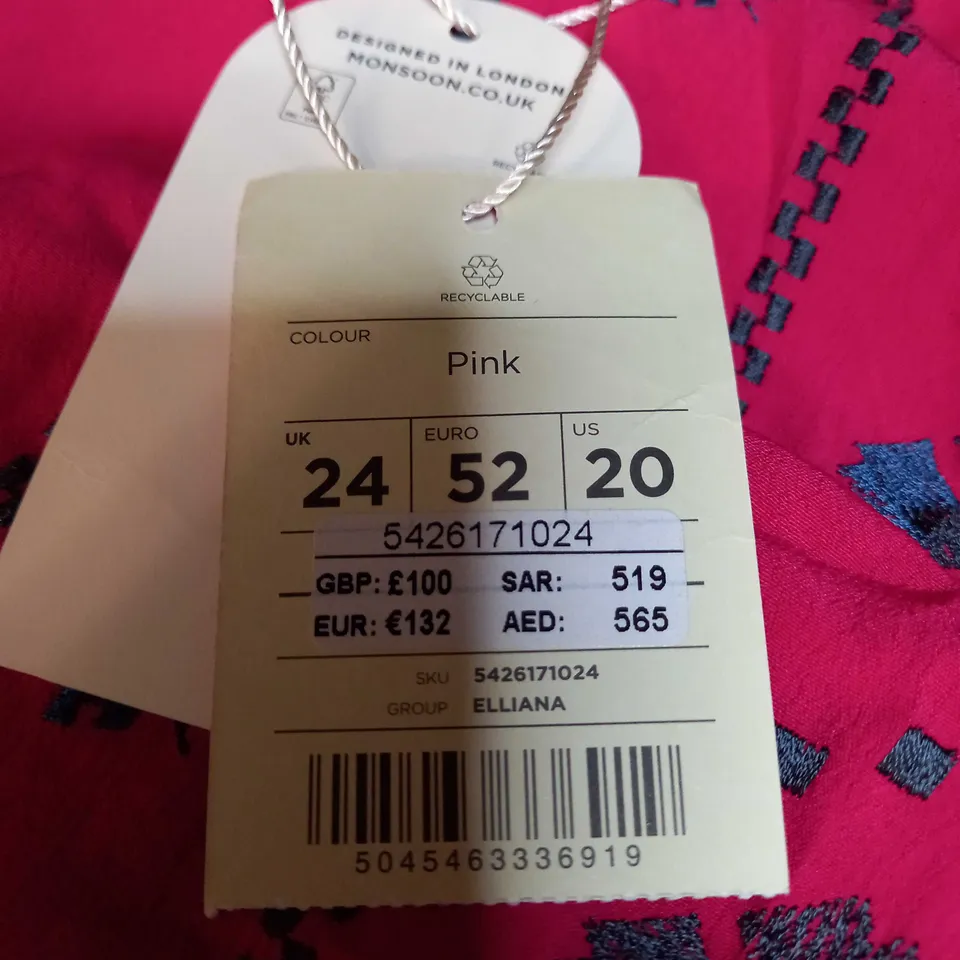 DESIGNED IN LONDON
MONSOON.CO.UK
RECYCLABLE
COLOUR
Pink
UK EURO US
24 52 20
5426171024
GBP: £100 SAR: 519
EUR: €132 AED: 565
SKU 5426171024
GROUP ELLIANA
5045463336919